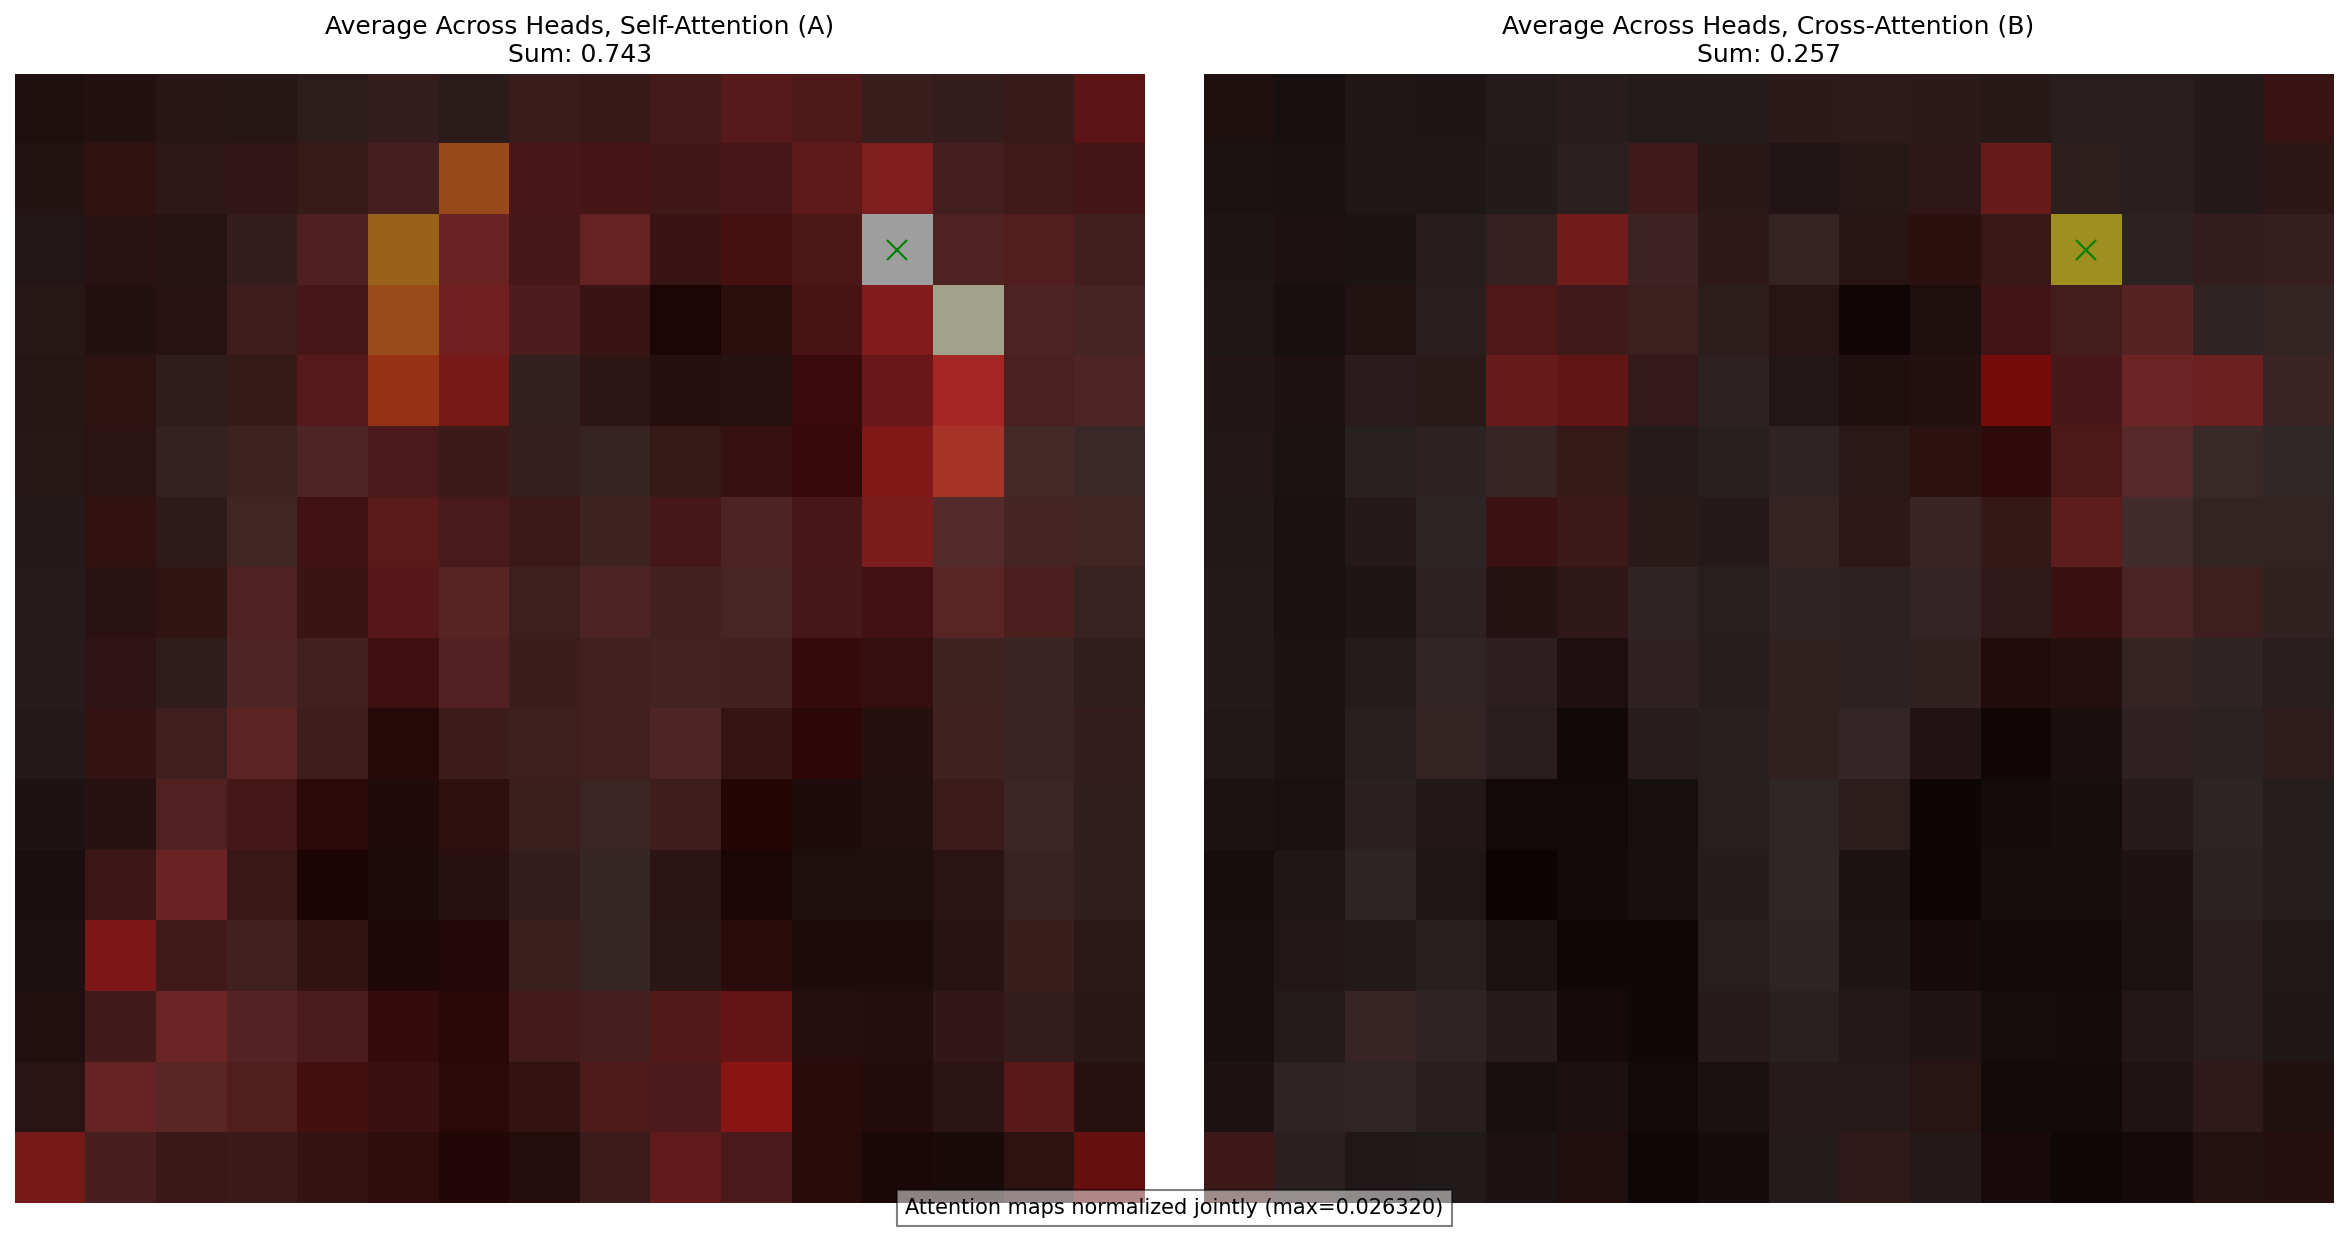 Average Across Heads, Self-Attention (A)
Sum: 0.743
Average Across Heads, Cross-Attention (B)
Sum: 0.257
Attention maps normalized jointly (max=0.026320)